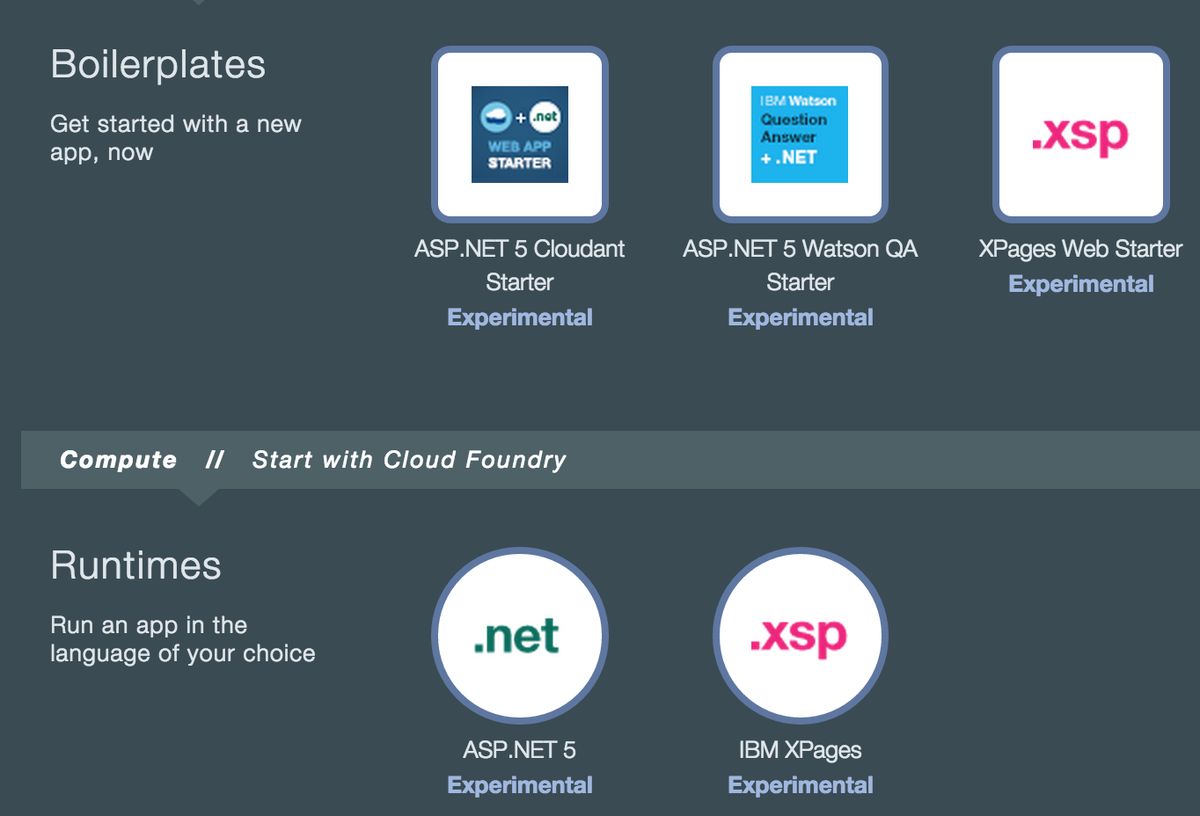 Boilerplates
Get started with a new
app, now
.net
WEB APP
STARTER
IBM Watson
Question
Answer
+ .NET
.xsp
ASP.NET 5 Cloudant
Starter
Experimental
ASP.NET 5 Watson QA
Starter
Experimental
XPages Web Starter
Experimental
Compute // Start with Cloud Foundry
Runtimes
Run an app in the
language of your choice
.net
.xsp
ASP.NET 5
Experimental
IBM XPages
Experimental